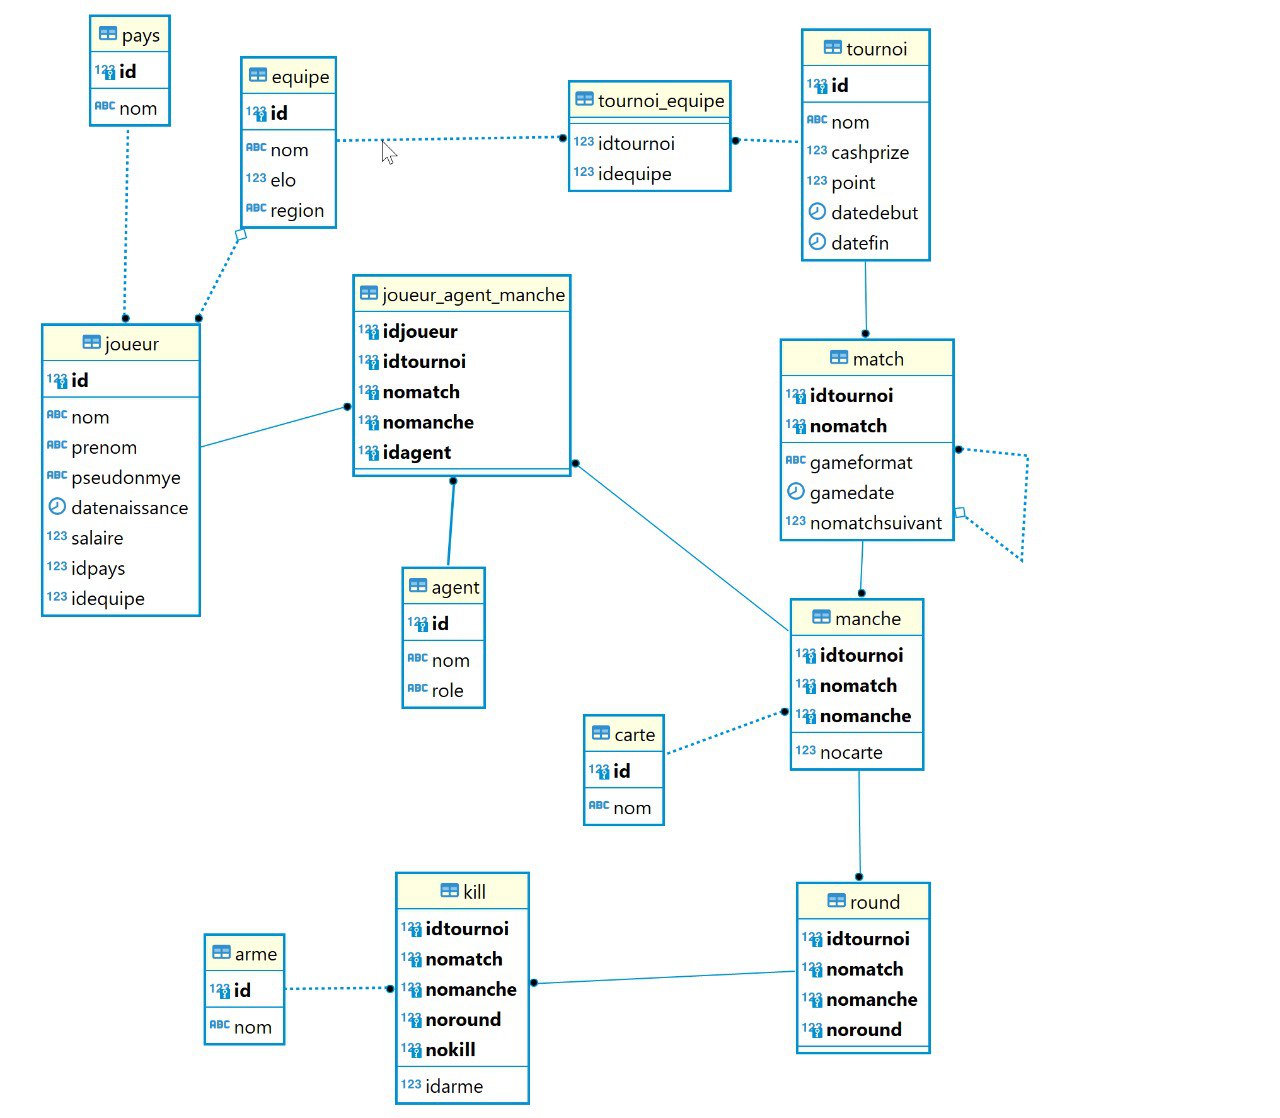 pays
123 id
ABC nom
equipe
123 id
ABC nom
123 elo
ABC region
tournoi_equipe
123 idtournoi
123 idequipe
tournoi
123 id
ABC nom
123 cashprize
123 point
datedebut
datefin
joueur
123 id
ABC nom
ABC prenom
ABC pseudonmye
datenaissance
123 salaire
123 idpays
123 idequipe
joueur_agent_manche
123 idjoueur
123 idtournoi
123 nomatch
123 nomanche
123 idagent
match
123 idtournoi
123 nomatch
ABC gameformat
gamedate
123 nomatchsuivant
agent
123 id
ABC nom
ABC role
manche
123 idtournoi
123 nomatch
123 nomanche
123 nocarte
carte
123 id
ABC nom
kill
123 idtournoi
123 nomatch
123 nomanche
123 noround
123 nokill
123 idarme
arme
123 id
ABC nom
round
123 idtournoi
123 nomatch
123 nomanche
123 noround